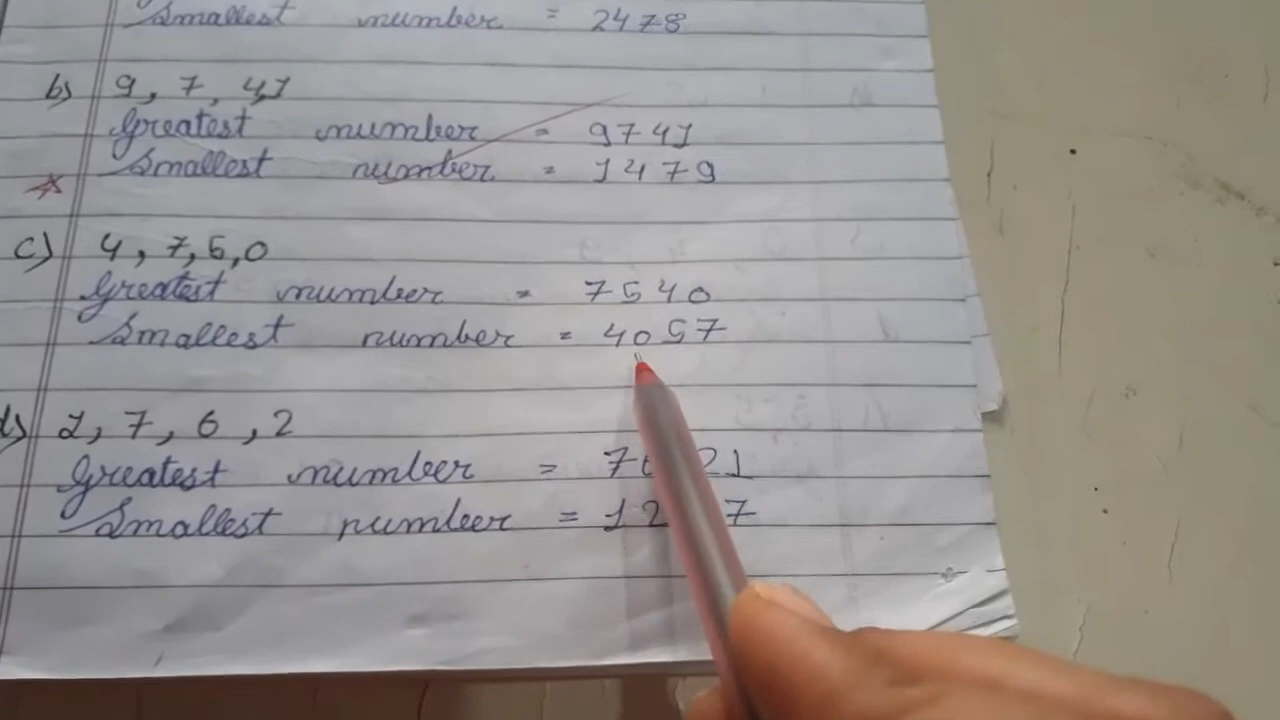 Smallest number = 2478
b) 9, 7, 4,1
Greatest number = 9741
Smallest number = 1479
c) 4, 7, 5, 0
Greatest number = 7540
Smallest number = 4057
d) 1, 7, 6, 2
Greatest number =
Smallest number =